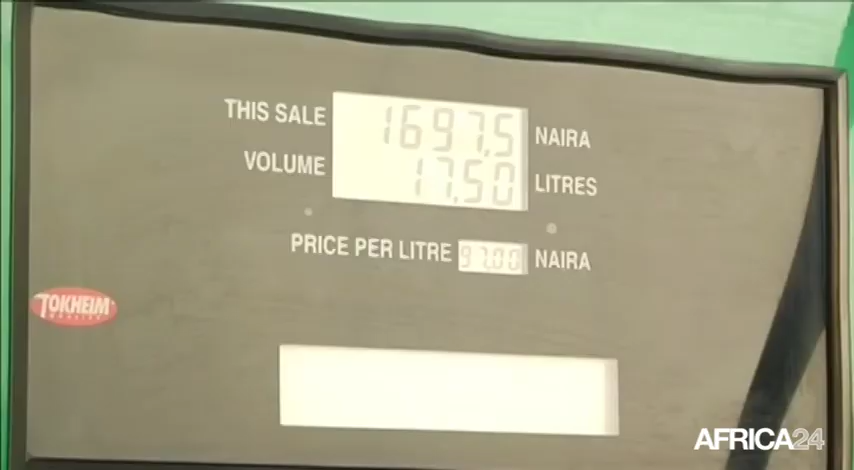 THIS SALE 1697.5 NAIRA
VOLUME 17.50 LITRES
PRICE PER LITRE 97.00 NAIRA
TOKHEIM
AFRICA24